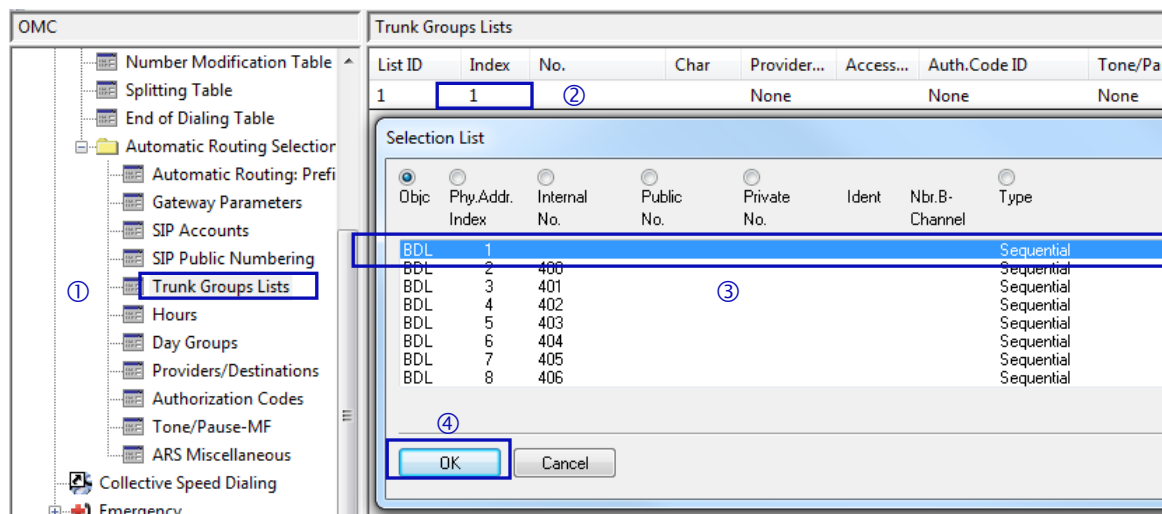 OMC
Number Modification Table
Splitting Table
End of Dialing Table
Automatic Routing Selection
Automatic Routing: Prefi
Gateway Parameters
SIP Accounts
SIP Public Numbering
① Trunk Groups Lists
Hours
Day Groups
Providers/Destinations
Authorization Codes
Tone/Pause-MF
ARS Miscellaneous
Collective Speed Dialing
Emergency
Trunk Groups Lists
List ID Index No. Char Provider... Access... Auth.Code ID Tone/Pa
1 1 ② None None None
Selection List
Objc Phy.Addr. Internal Public Private Ident Nbr.B- Type
Index No. No. No. Channel
BDL 1 Sequential
BDL 2 400 Sequential
BDL 3 401 ③ Sequential
BDL 4 402 Sequential
BDL 5 403 Sequential
BDL 6 404 Sequential
BDL 7 405 Sequential
BDL 8 406 Sequential
④
OK Cancel